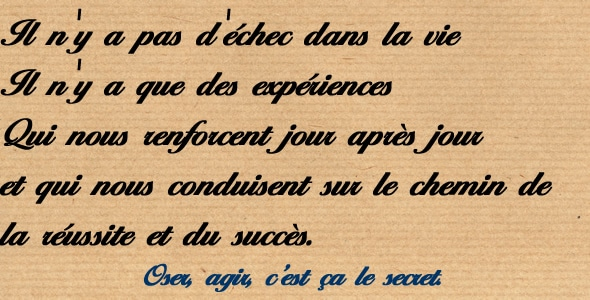 Il n'y a pas d'échec dans la vie
Il n'y a que des expériences
Qui nous renforcent jour après jour
et qui nous conduisent sur le chemin de
la réussite et du succès.
Oser, agir, c'est ça le secret.